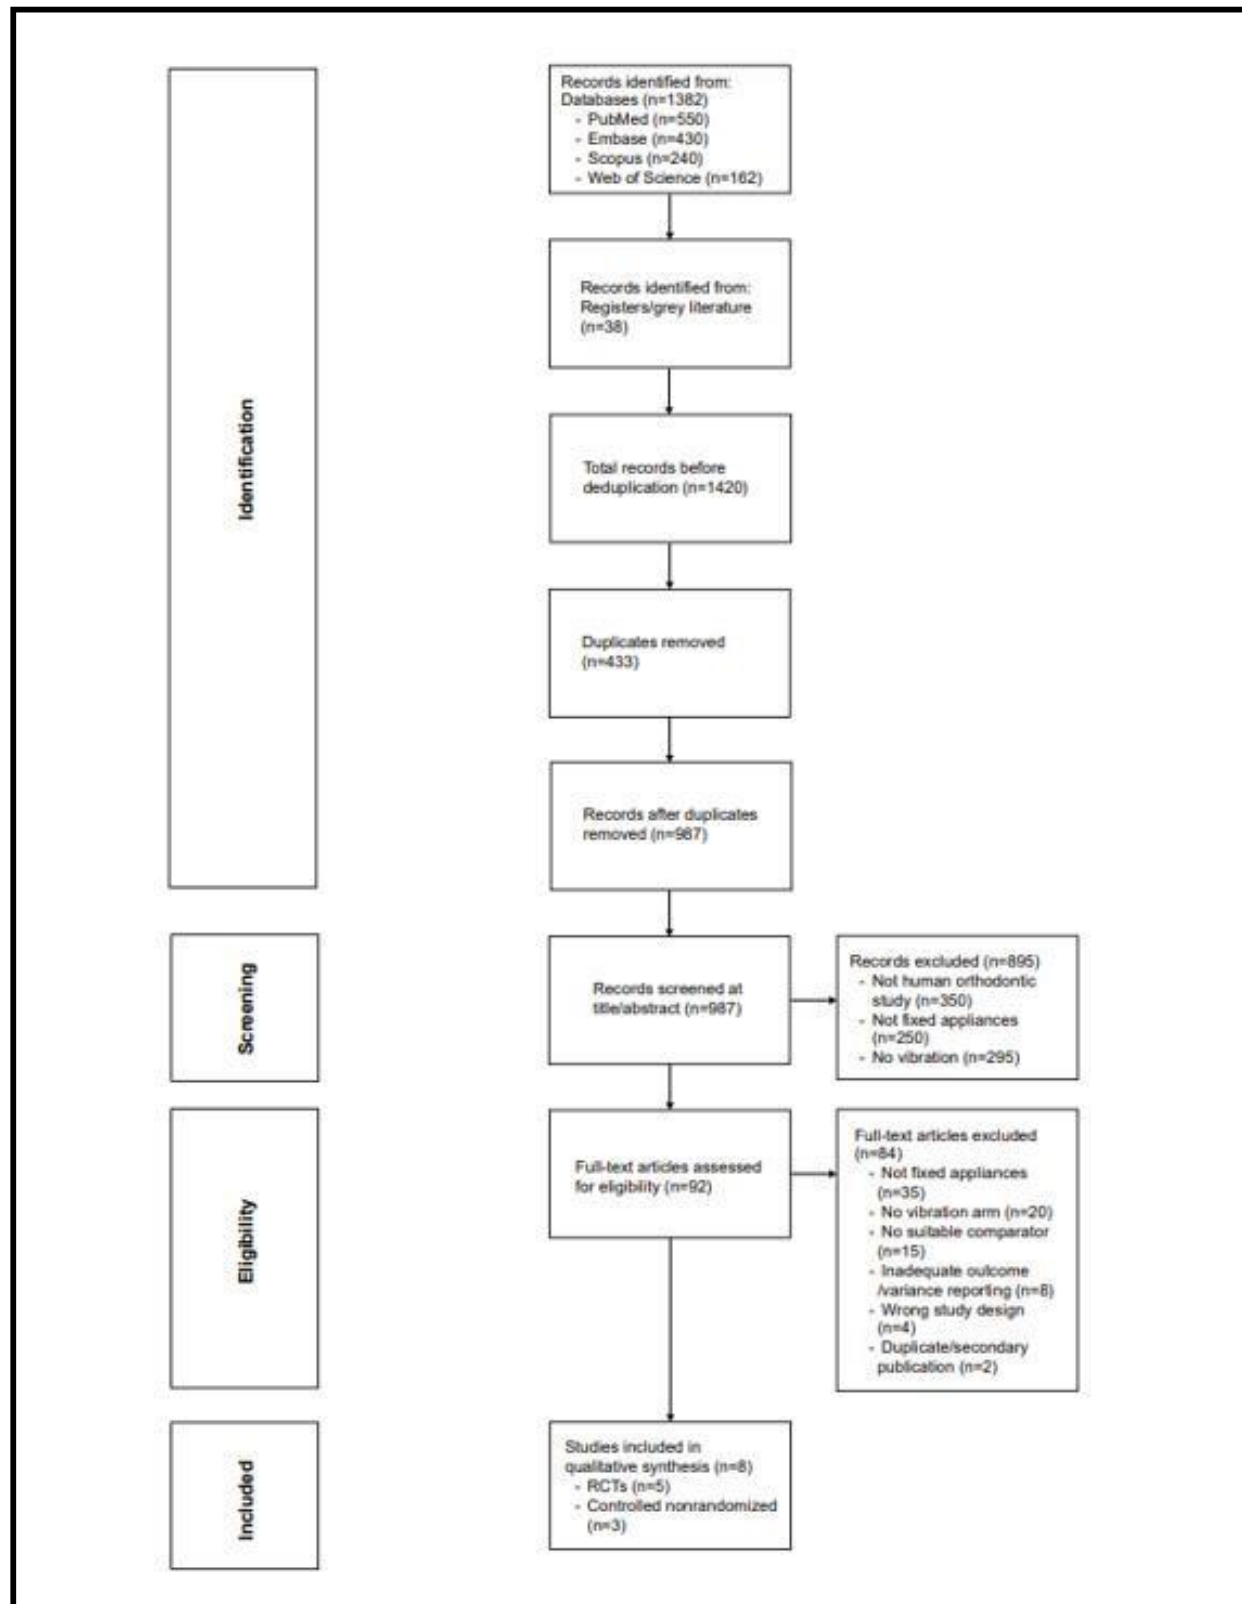 Identification
Records identified from:
Databases (n=1382)
- PubMed (n=550)
- Embase (n=430)
- Scopus (n=240)
- Web of Science (n=162)
Records identified from:
Registers/grey literature
(n=38)
Total records before
deduplication (n=1420)
Duplicates removed
(n=433)
Records after duplicates
removed (n=987)
Screening
Records screened at
title/abstract (n=987)
Records excluded (n=895)
- Not human orthodontic
study (n=350)
- Not fixed appliances
(n=250)
- No vibration (n=295)
Eligibility
Full-text articles assessed
for eligibility (n=92)
Full-text articles excluded
(n=84)
- Not fixed appliances
(n=35)
- No vibration arm (n=20)
- No suitable comparator
(n=15)
- Inadequate outcome
/variance reporting (n=8)
- Wrong study design
(n=4)
- Duplicate/secondary
publication (n=2)
Included
Studies included in
qualitative synthesis (n=8)
- RCTs (n=5)
- Controlled nonrandomized
(n=3)